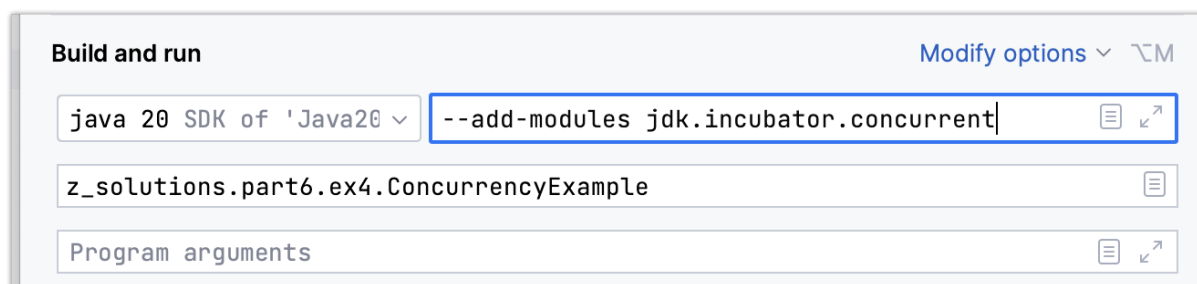 Build and run
Modify options ⌥M
java 20 SDK of 'Java20 --add-modules jdk.incubator.concurrent
z_solutions.part6.ex4.ConcurrencyExample
Program arguments